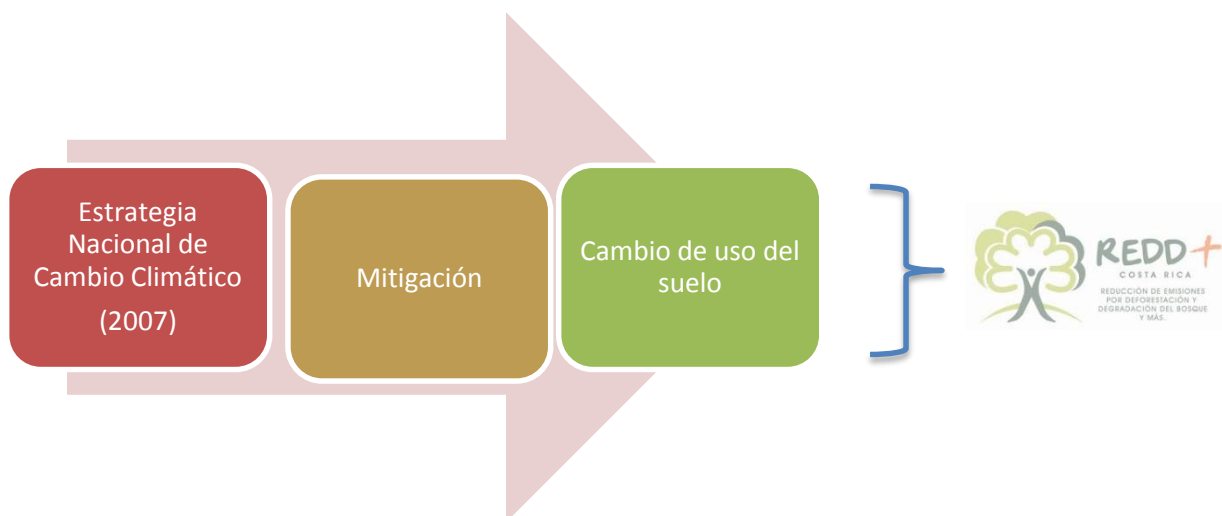 Estrategia
Nacional de
Cambio Climático
(2007)
Mitigación
Cambio de uso del
suelo
REDD+
COSTA RICA
REDUCCIÓN DE EMISIONES
POR DEFORESTACIÓN Y
DEGRADACIÓN DEL BOSQUE
Y MÁS.